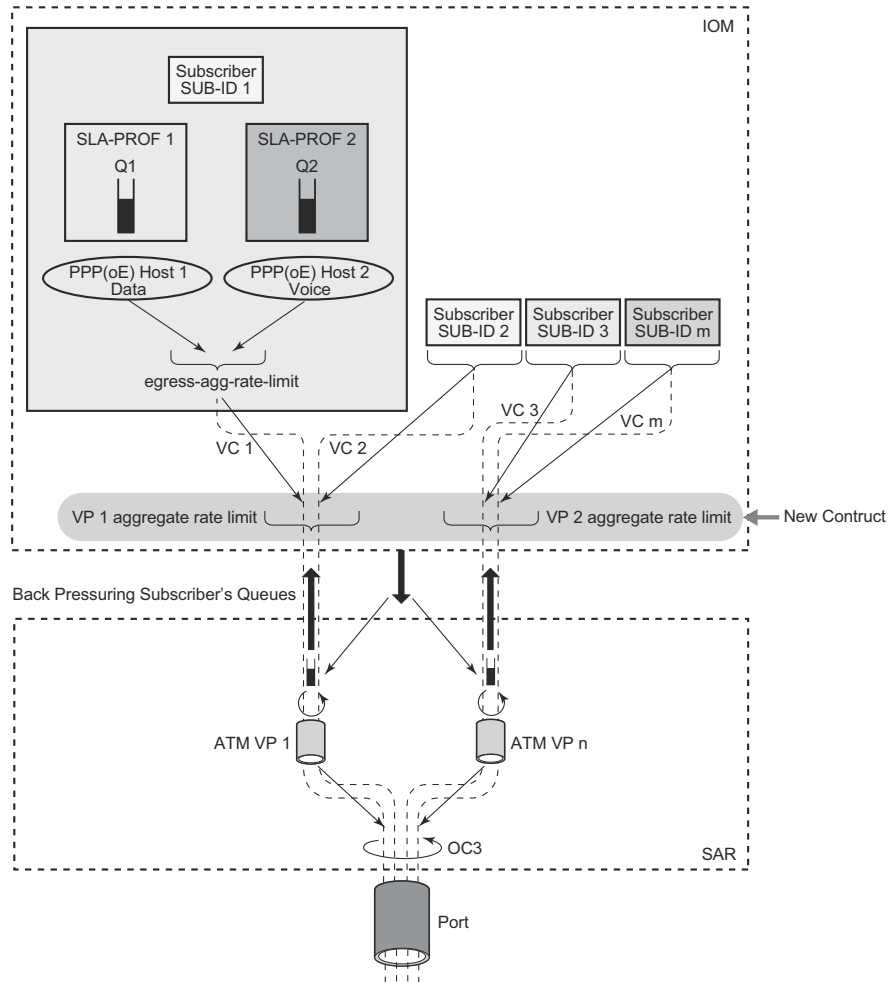 IOM
Subscriber
SUB-ID 1
SLA-PROF 1
Q1
SLA-PROF 2
Q2
PPP(oE) Host 1
Data
PPP(oE) Host 2
Voice
egress-agg-rate-limit
Subscriber
SUB-ID 2
Subscriber
SUB-ID 3
Subscriber
SUB-ID m
VC 1
VC 2
VC 3
VC m
VP 1 aggregate rate limit
VP 2 aggregate rate limit
New Contruct
Back Pressuring Subscriber's Queues
ATM VP 1
ATM VP n
OC3
SAR
Port